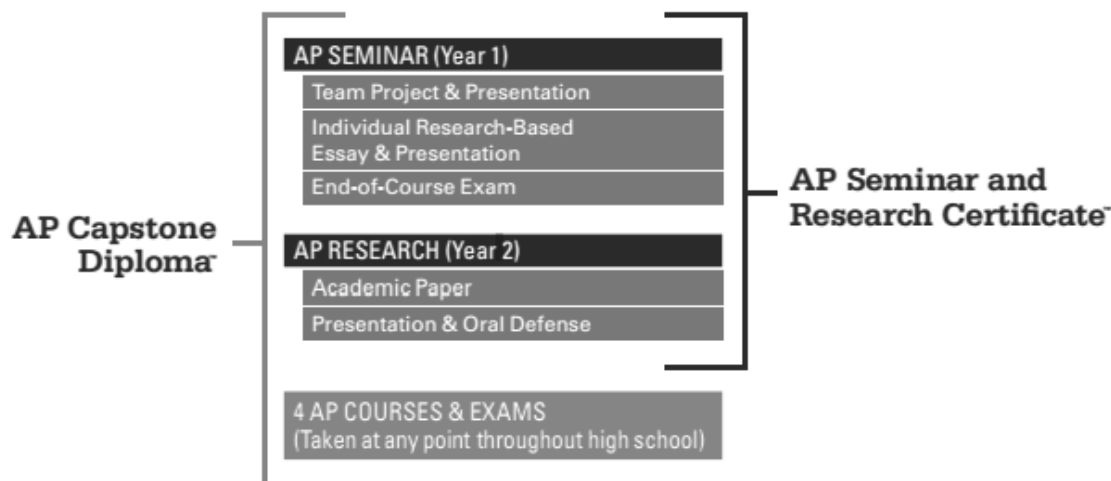 AP SEMINAR (Year 1)
Team Project & Presentation
Individual Research-Based
Essay & Presentation
End-of-Course Exam
AP Capstone
Diploma™
AP RESEARCH (Year 2)
Academic Paper
Presentation & Oral Defense
4 AP COURSES & EXAMS
(Taken at any point throughout high school)
AP Seminar and
Research Certificate™